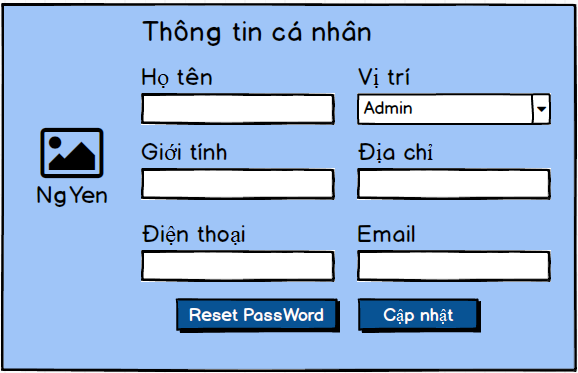 Thông tin cá nhân
Họ tên
Vị trí
Admin
Giới tính
Địa chỉ
NgYen
Điện thoại
Email
Reset PassWord
Cập nhật